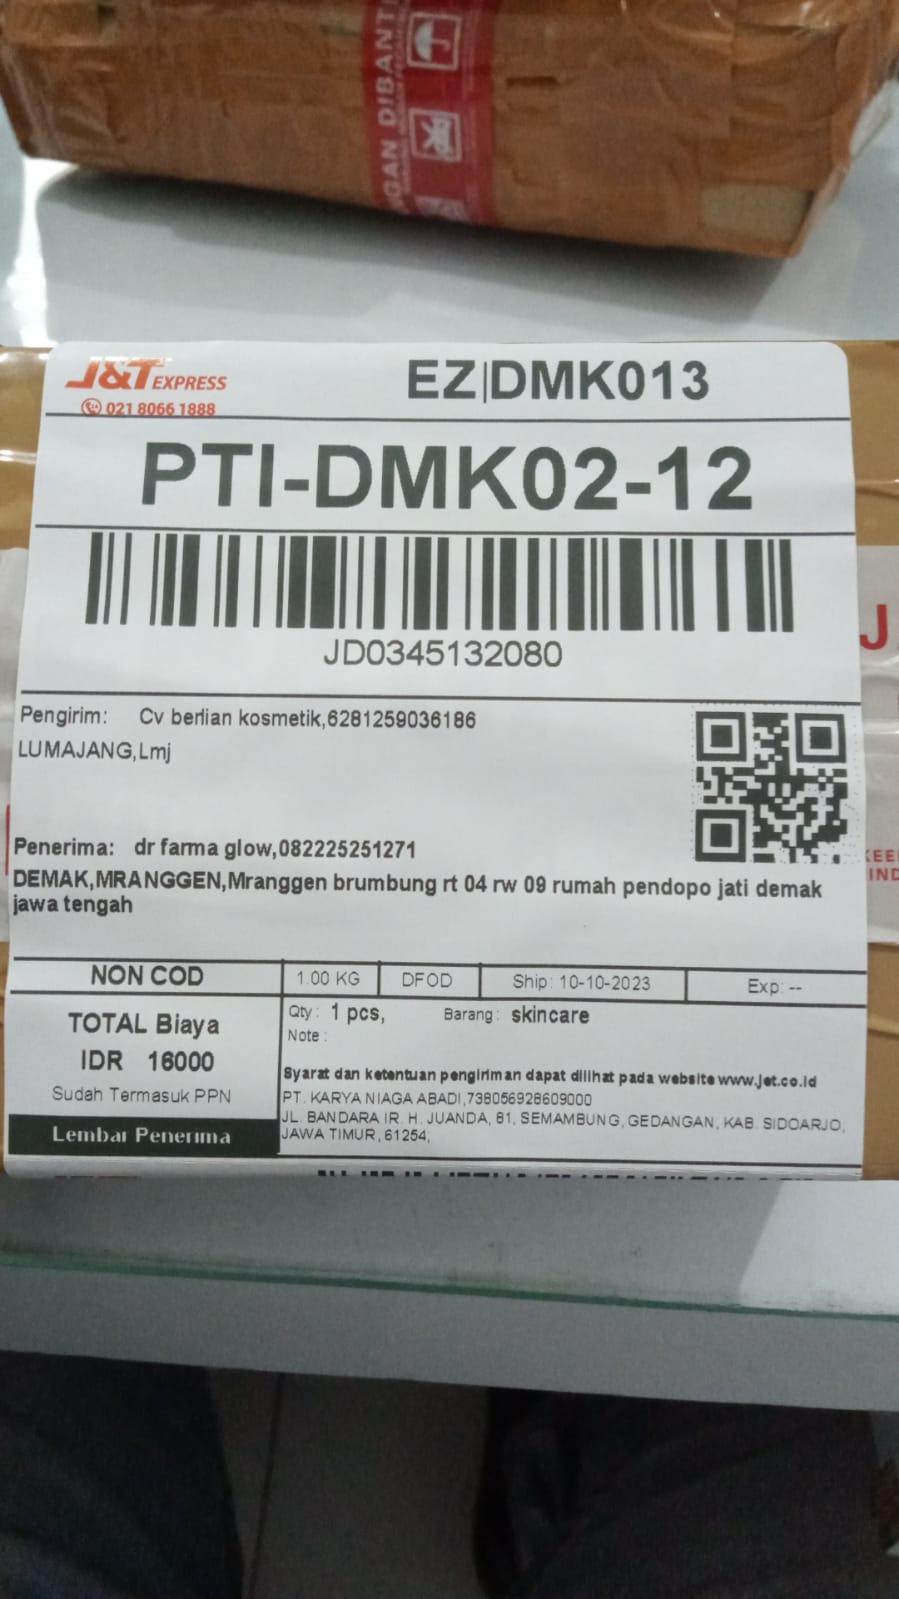 GAN DIBANT
J&T EXPRESS
021 8066 1888
EZ|DMK013
PTI-DMK02-12
JD0345132080
Pengirim: Cv berlian kosmetik,6281259036186
LUMAJANG,Lmj
Penerima: dr farma glow,082225251271
DEMAK,MRANGGEN,Mranggen brumbung rt 04 rw 09 rumah pendopo jati demak
jawa tengah
NON COD
1.00 KG
DFOD
Ship: 10-10-2023
Exp: --
TOTAL Biaya
IDR 16000
Sudah Termasuk PPN
Lembar Penerima
Qty : 1 pcs, Barang : skincare
Note :
Syarat dan ketentuan pengiriman dapat dilihat pada website www.jet.co.id
PT. KARYA NIAGA ABADI,738056928609000
JL. BANDARA IR. H. JUANDA, 81, SEMAMBUNG, GEDANGAN, KAB. SIDOARJO,
JAWA TIMUR, 61254;